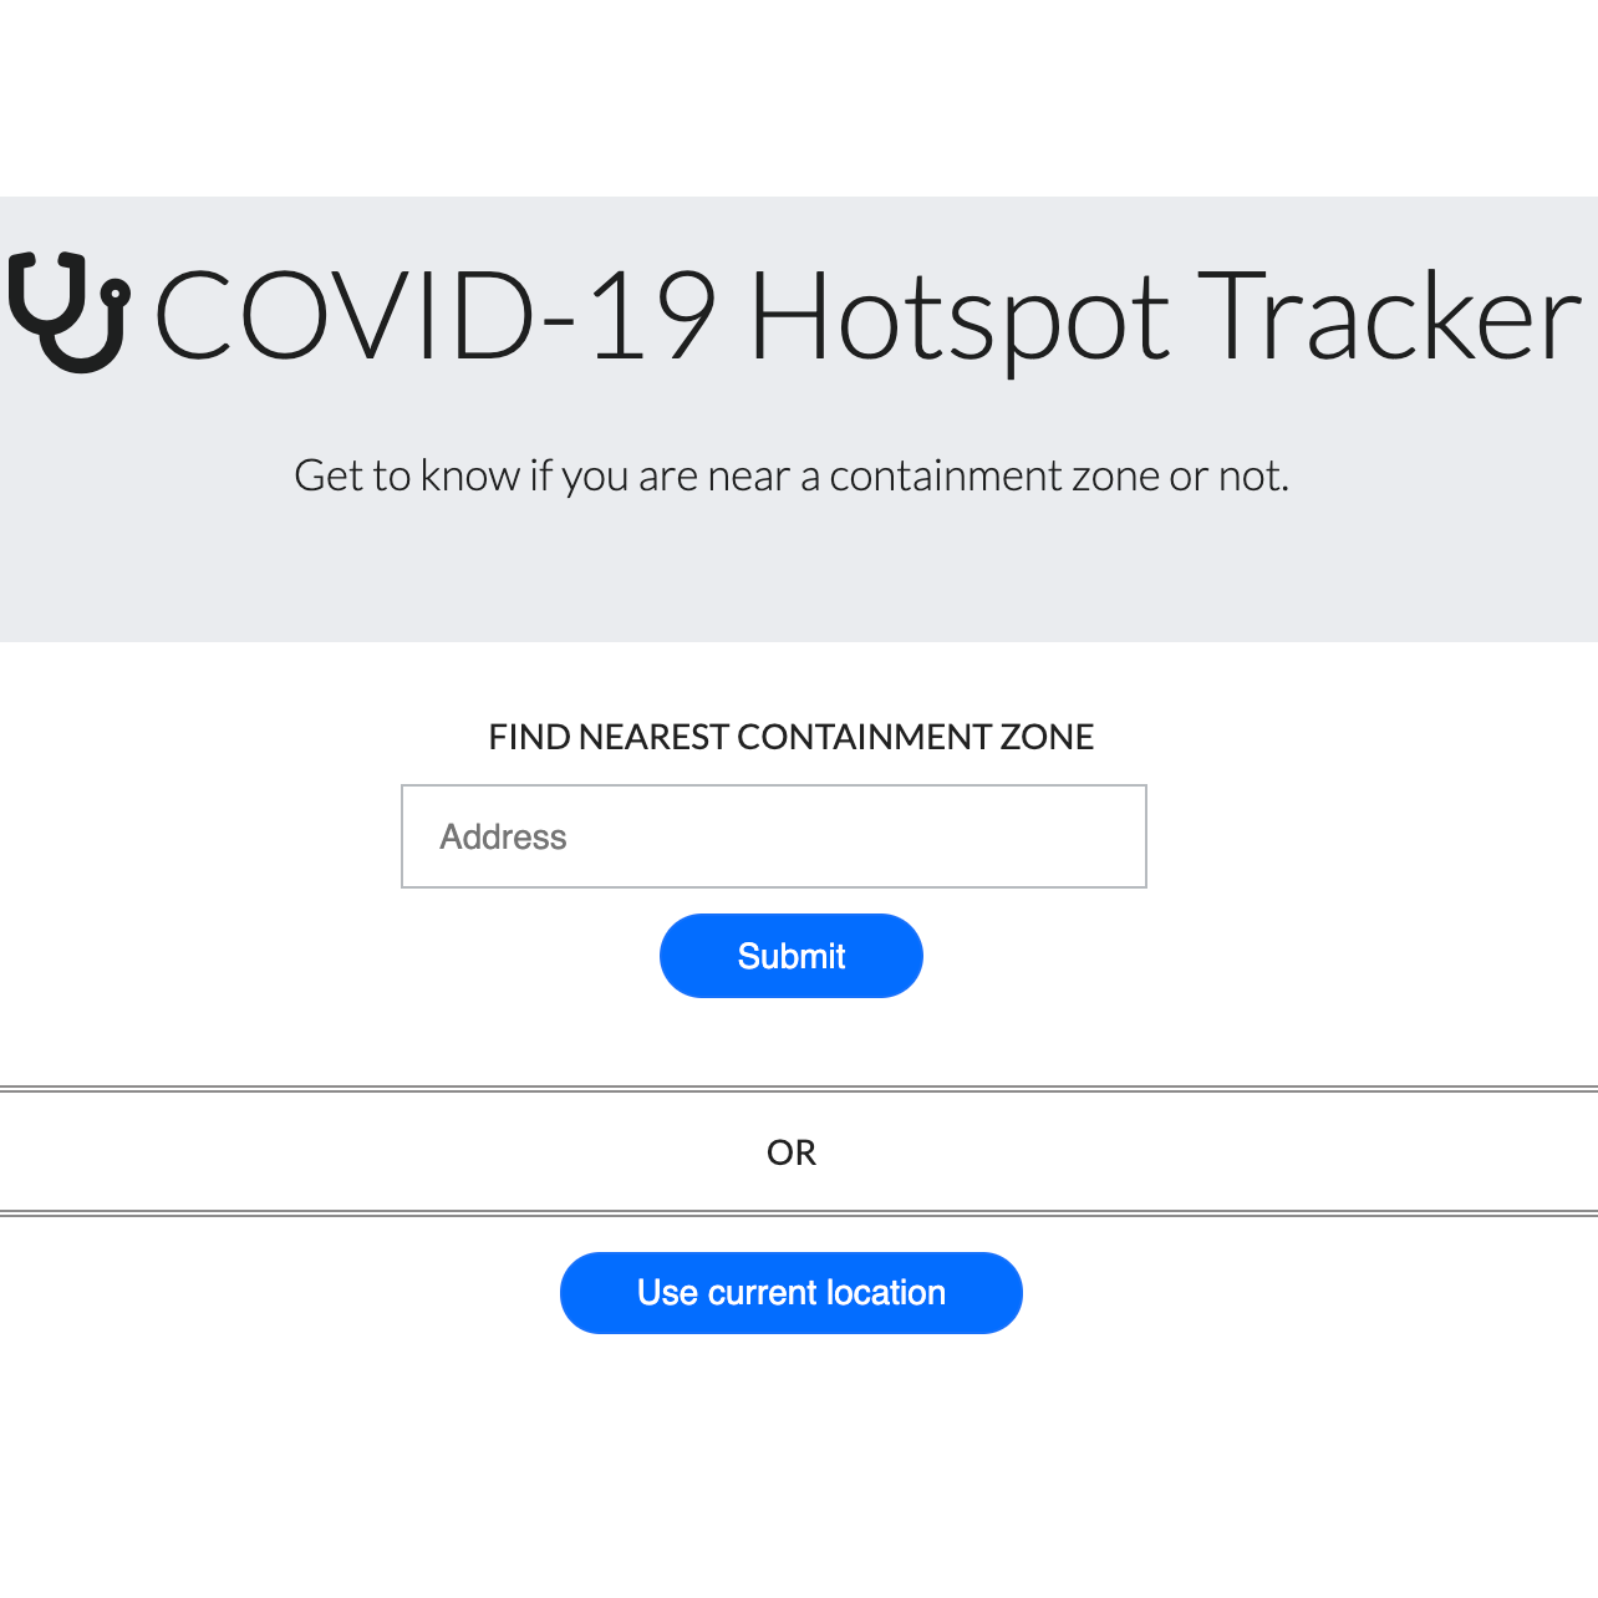 COVID-19 Hotspot Tracker
Get to know if you are near a containment zone or not.
FIND NEAREST CONTAINMENT ZONE
Address
Submit
OR
Use current location